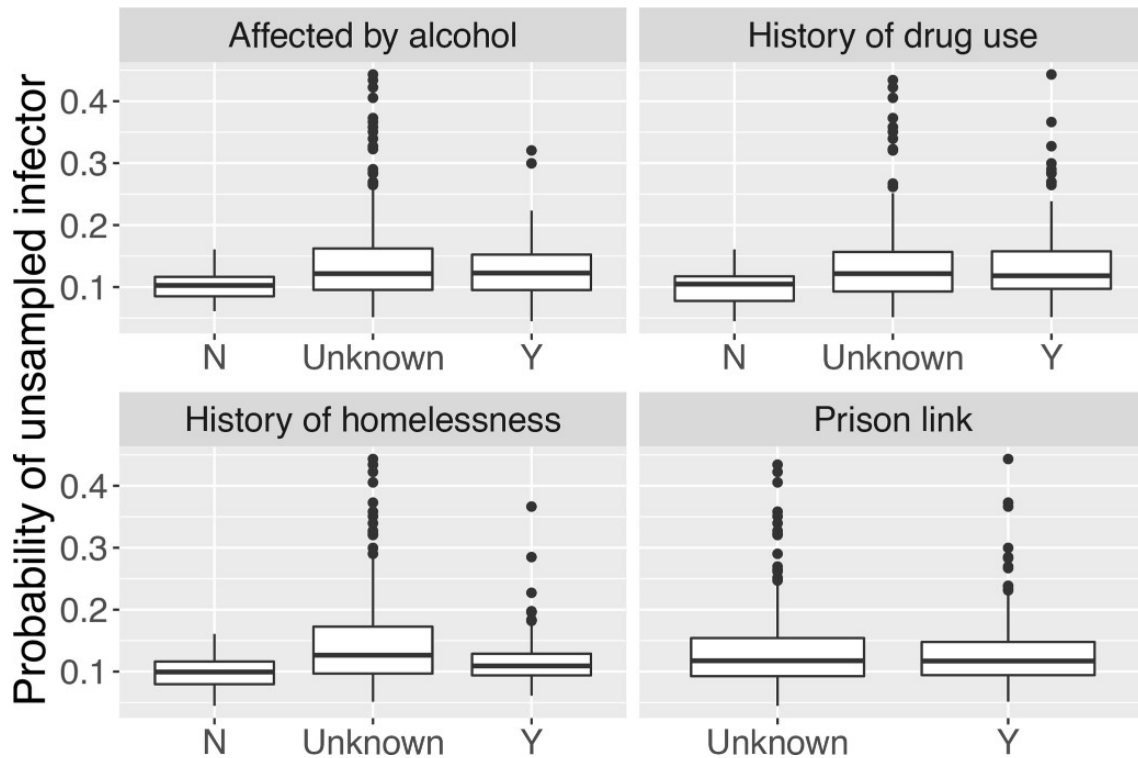 Probability of unsampled infector
Affected by alcohol
History of drug use
0.4
0.3
0.2
0.1
N Unknown Y
N Unknown Y
History of homelessness
Prison link
0.4
0.3
0.2
0.1
N Unknown Y
Unknown Y